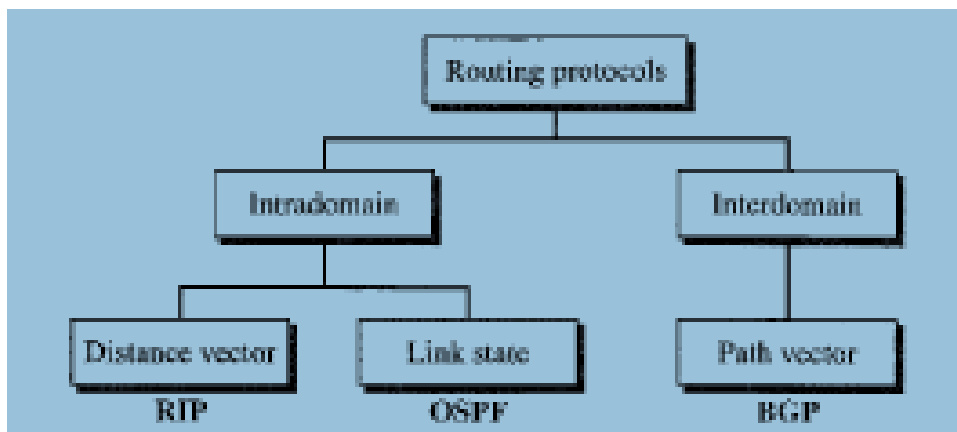 Routing protocols
Intradomain
Interdomain
Distance vector
Link state
Path vector
RIP
OSPF
BGP